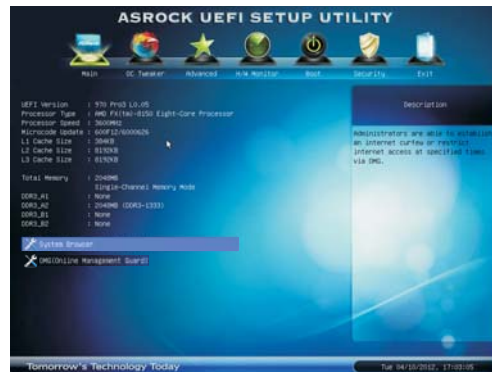 ASROCK UEFI SETUP UTILITY
Main OC Tweaker Advanced H/W Monitor Boot Security Exit
UEFI Version : 970 Pro3 L0.05
Processor Type : AMD FX(tm)-8150 Eight-Core Processor
Processor Speed : 3600MHz
Microcode Update : 600F12/6000626
L1 Cache Size : 384KB
L2 Cache Size : 8192KB
L3 Cache Size : 8192KB
Total Memory : 2048MB
Single-Channel Memory Mode
DDR3_A1 : None
DDR3_A2 : 2048MB (DDR3-1333)
DDR3_B1 : None
DDR3_B2 : None
System Browser
OMG(Online Management Guard)
Description
Administrators are able to establish
an internet curfew or restrict
internet access at specified times
via OMG.
Tomorrow's Technology Today
Tue 04/10/2012, 17:03:05